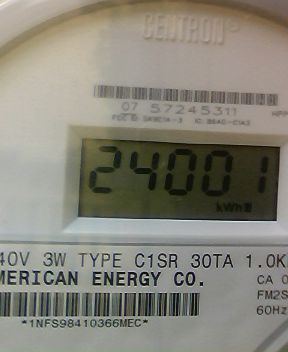 CENTRON®
07 57245311
24001
kWh
40V 3W TYPE C1SR 30TA 1.0K
MERICAN ENERGY CO.
CA 0
FM2S
60Hz
*1NFS98410366MEC*